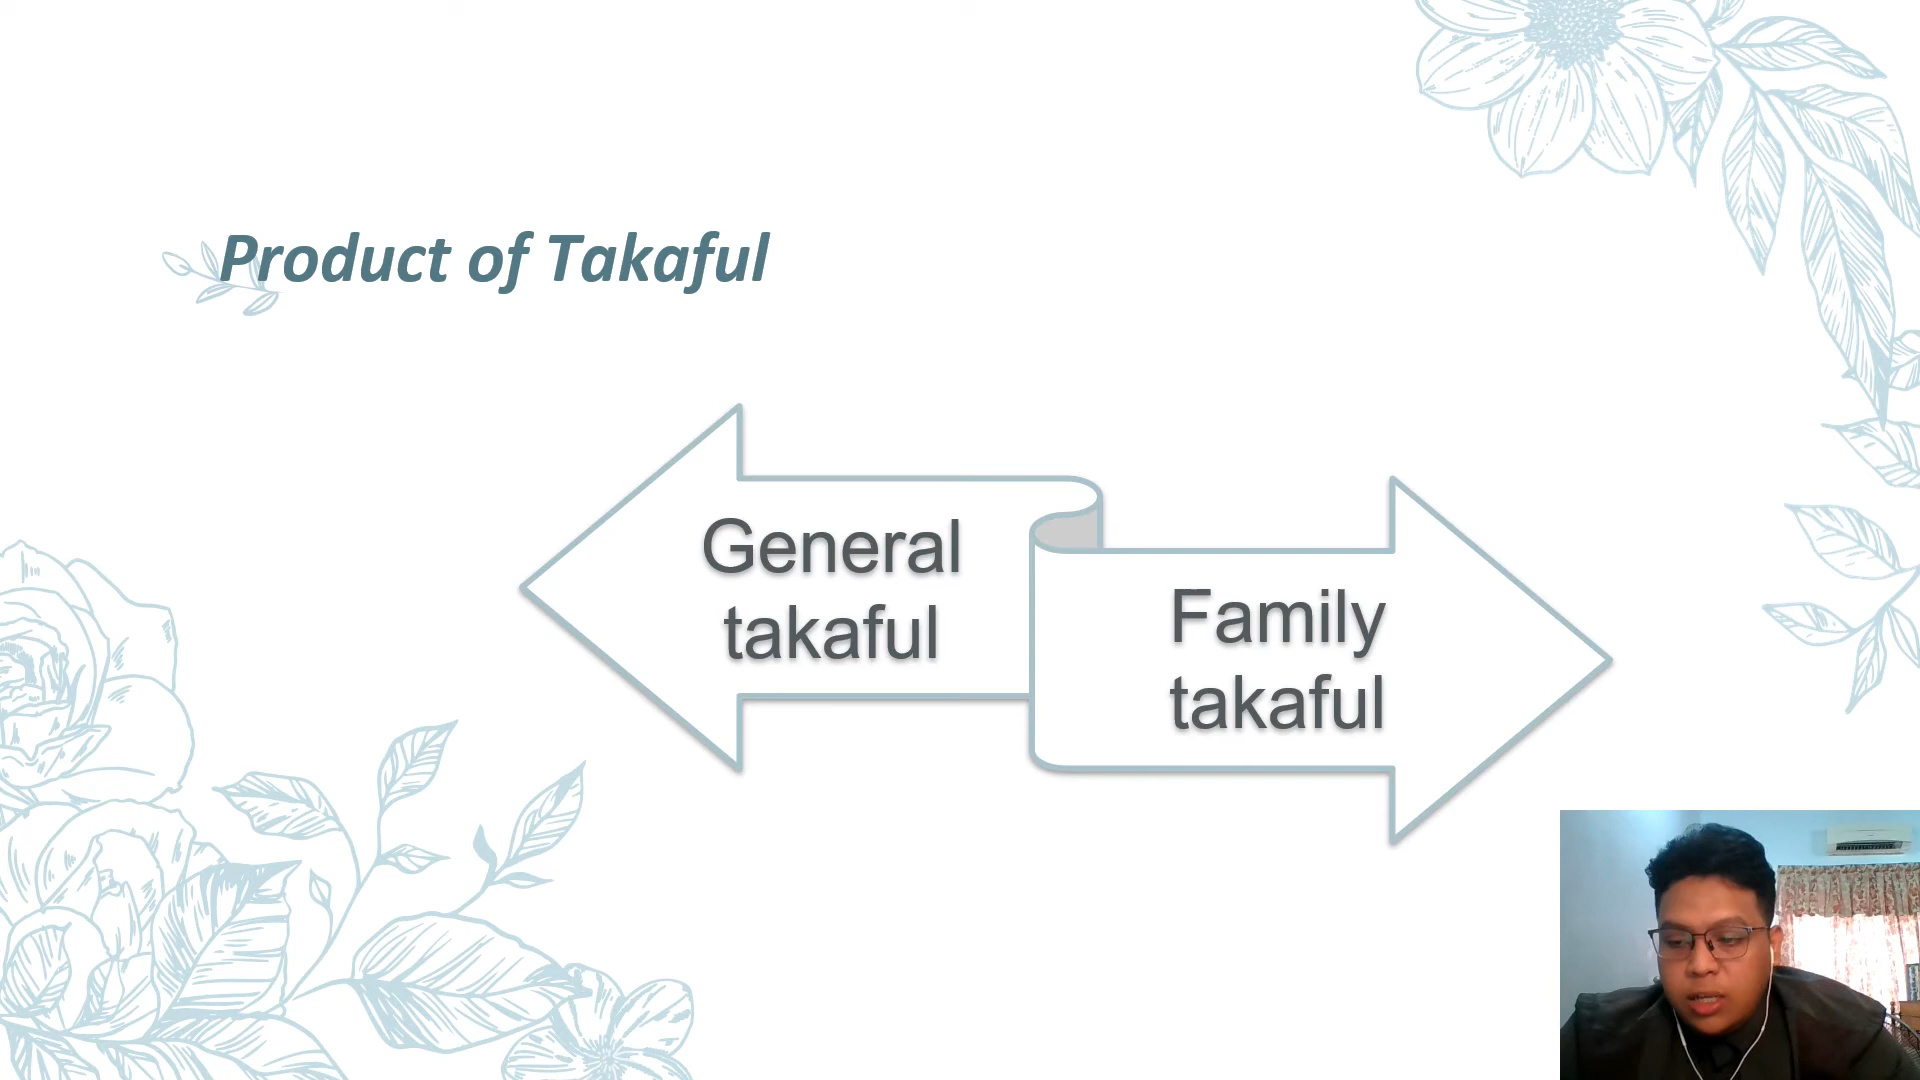 Product of Takaful
General
takaful
Family
takaful